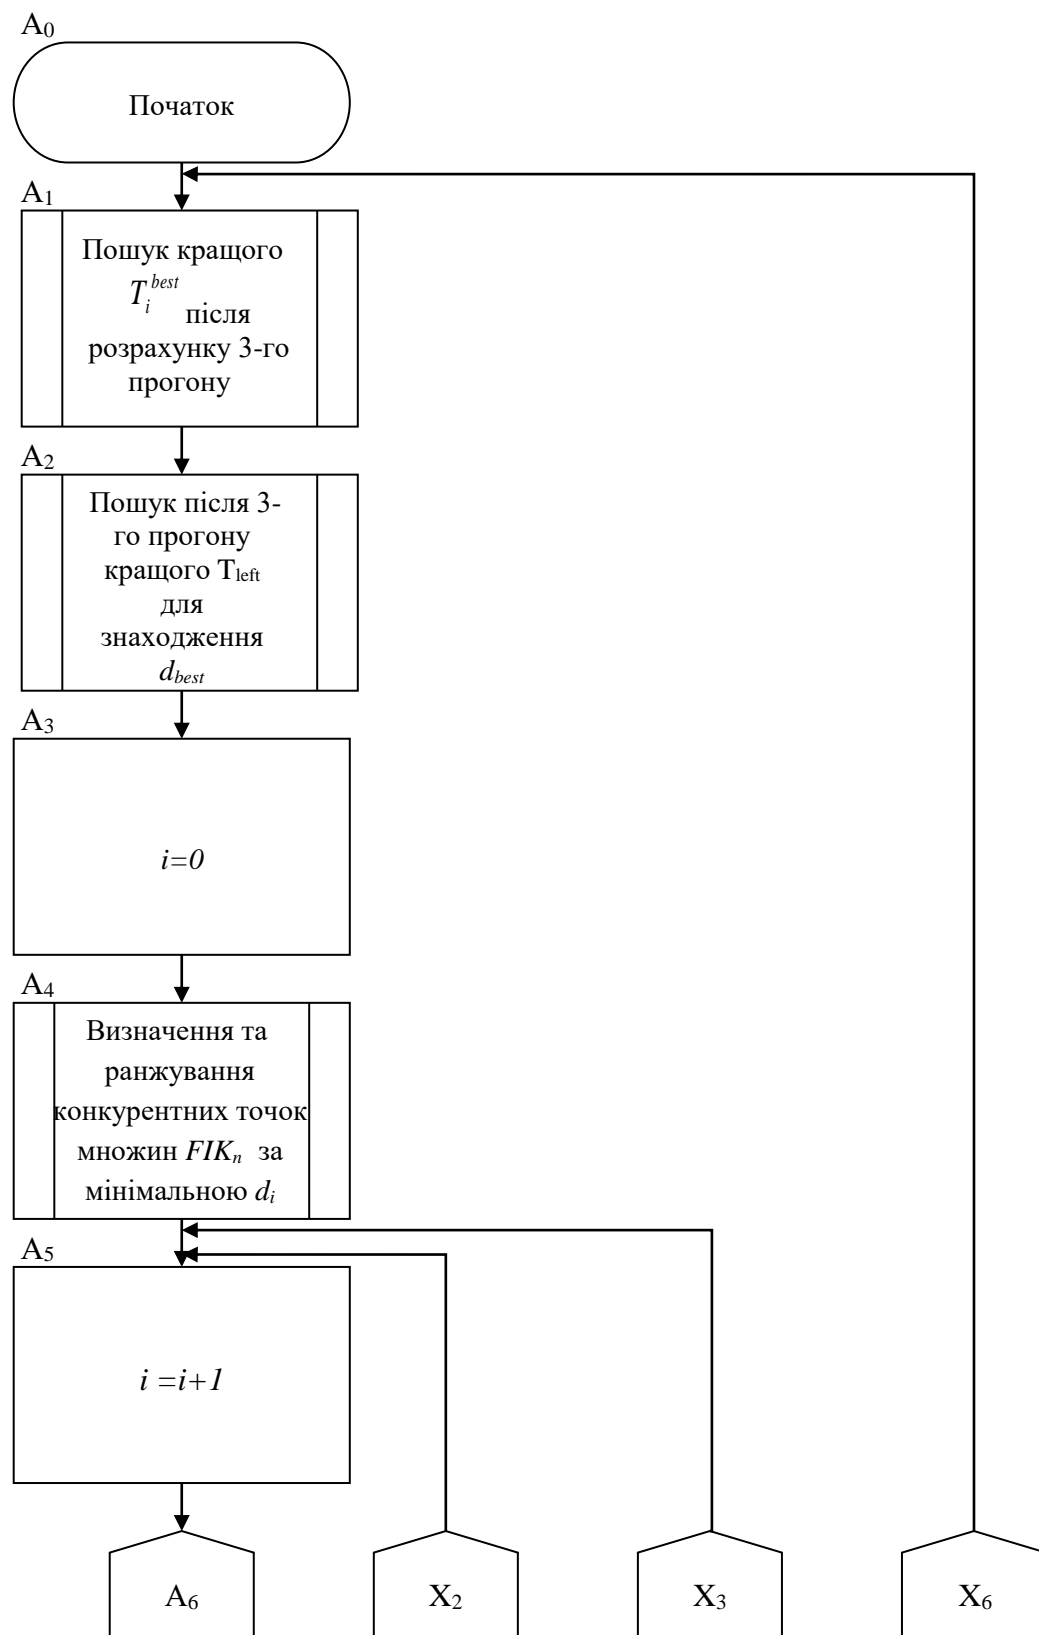 A₀
Початок
A₁
Пошук кращого
T_i^best після
розрахунку 3-го
прогону
A₂
Пошук після 3-
го прогону
кращого T_left
для
знаходження
d_best
A₃
i=0
A₄
Визначення та
ранжування
конкурентних точок
множин FIKₙ за
мінімальною dᵢ
A₅
i =i+1
A₆
X₂
X₃
X₆